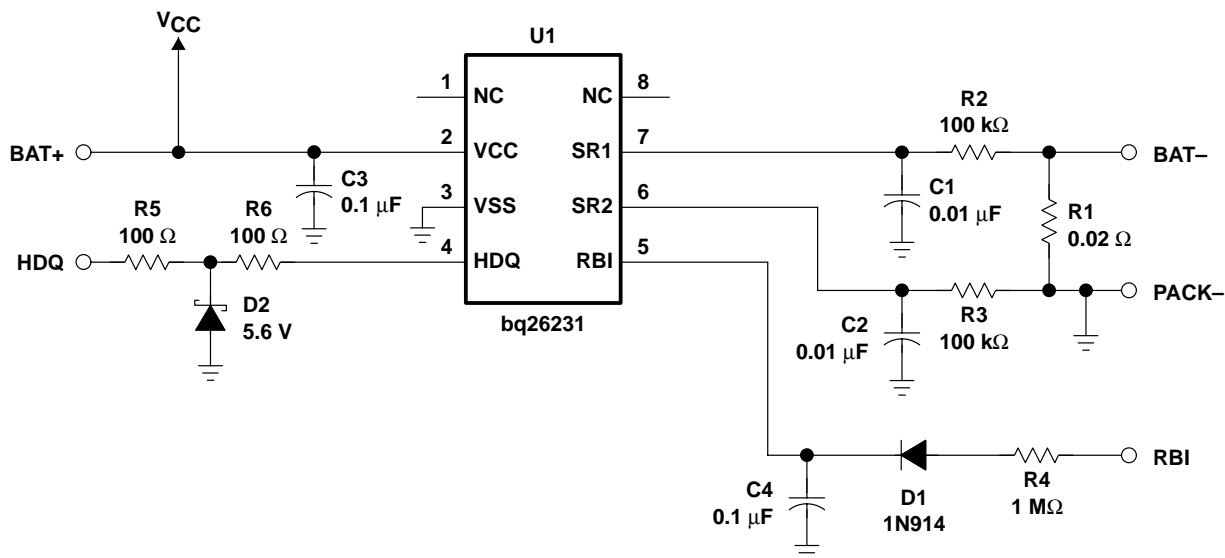 VCC
U1
1
NC
NC
8
BAT+
2
VCC
SR1
7
R2
100 kΩ
BAT–
C3
0.1 μF
3
VSS
SR2
6
C1
0.01 μF
R1
0.02 Ω
HDQ
R5
100 Ω
R6
100 Ω
4
HDQ
RBI
5
PACK–
D2
5.6 V
bq26231
C2
0.01 μF
R3
100 kΩ
C4
0.1 μF
D1
1N914
R4
1 MΩ
RBI